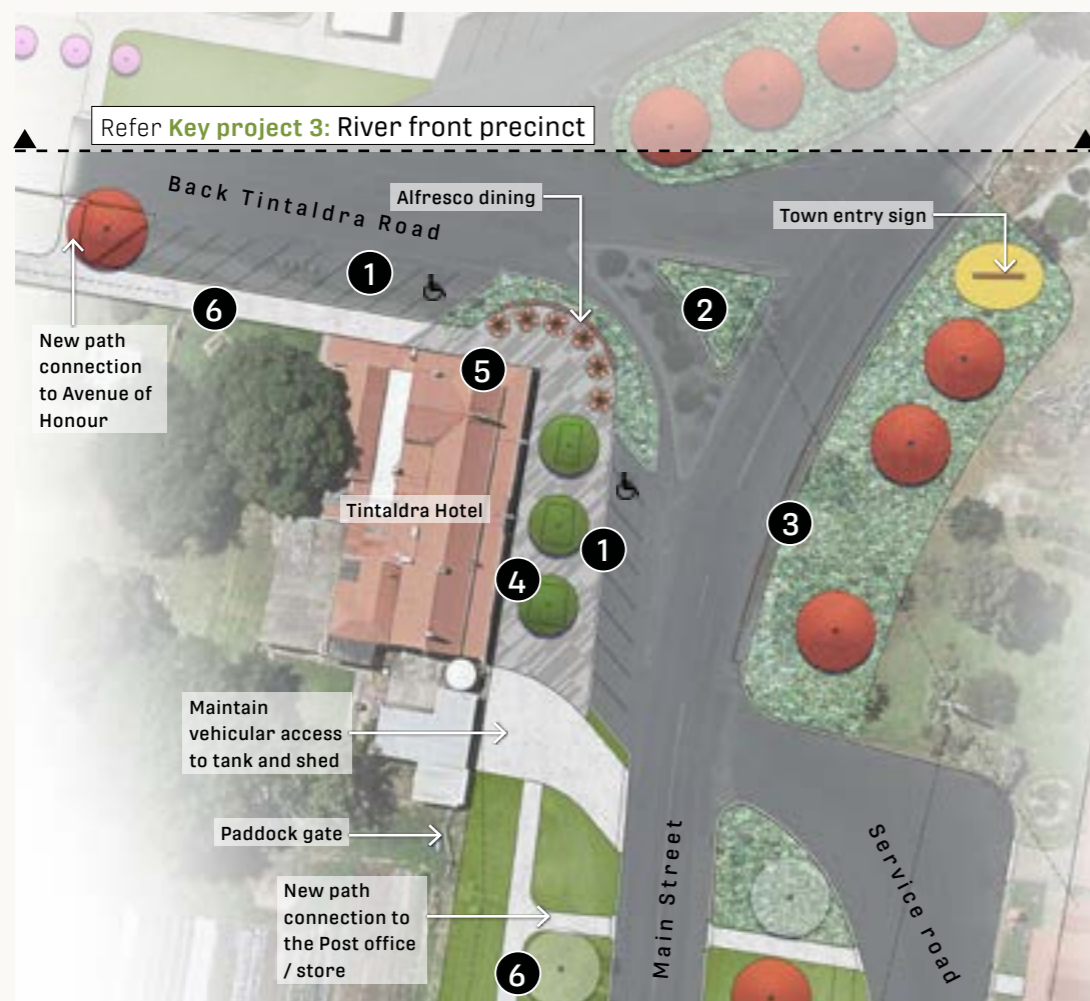 Refer Key project 3: River front precinct
Back Tintaldra Road
Alfresco dining
Town entry sign
1
2
6
New path
connection
to Avenue of
Honour
5
Tintaldra Hotel
3
1
4
Maintain
vehicular access
to tank and shed
Paddock gate
Main Street
Service road
New path
connection to
the Post office
/ store
6